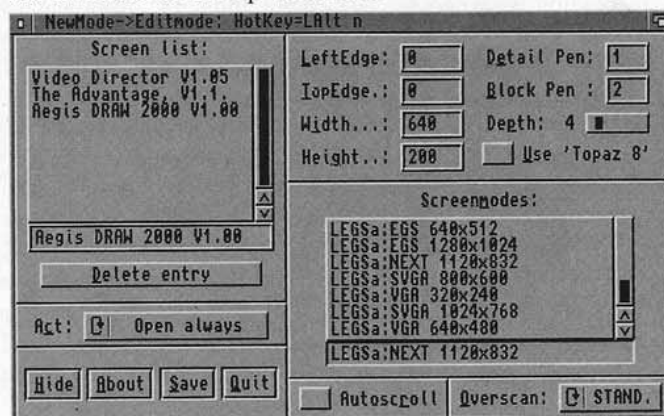 NewMode->Editmode: HotKey=LAlt n
Screen list:
Video Director V1.05
The Advantage, V1.1.
Aegis DRAW 2000 V1.00
Aegis DRAW 2000 V1.00
Delete entry
Act: Open always
Hide About Save Quit
LeftEdge: 0 Detail Pen: 1
TopEdge.: 0 Block Pen : 2
Width...: 640 Depth: 4
Height..: 200 Use 'Topaz 8'
Screenmodes:
LEGSa:EGS 640x512
LEGSa:EGS 1280x1024
LEGSa:NEXT 1120x832
LEGSa:SVGA 800x600
LEGSa:VGA 320x240
LEGSa:SVGA 1024x768
LEGSa:VGA 640x480
LEGSa:NEXT 1120x832
Autoscroll Overscan: STAND.